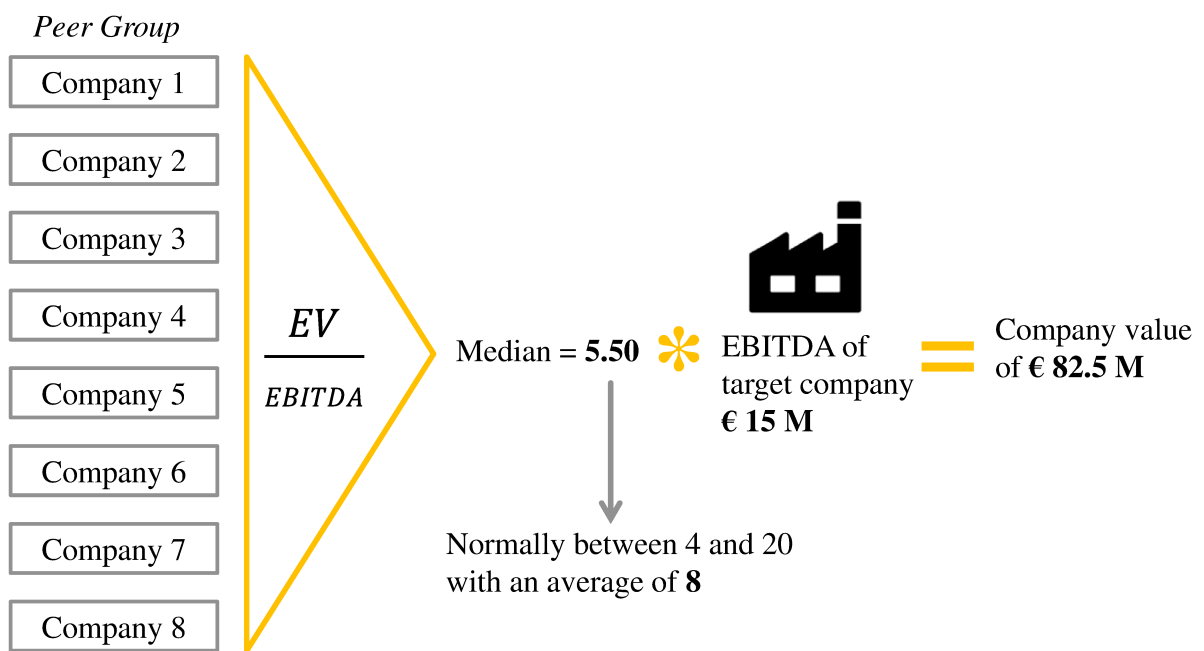 Peer Group
Company 1
Company 2
Company 3
Company 4
Company 5
Company 6
Company 7
Company 8
EV
EBITDA
Median = 5.50
*
EBITDA of
target company
€ 15 M
=
Company value
of € 82.5 M
Normally between 4 and 20
with an average of 8